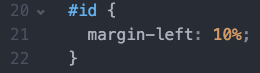 20 #id {
21 margin-left: 10%;
22 }